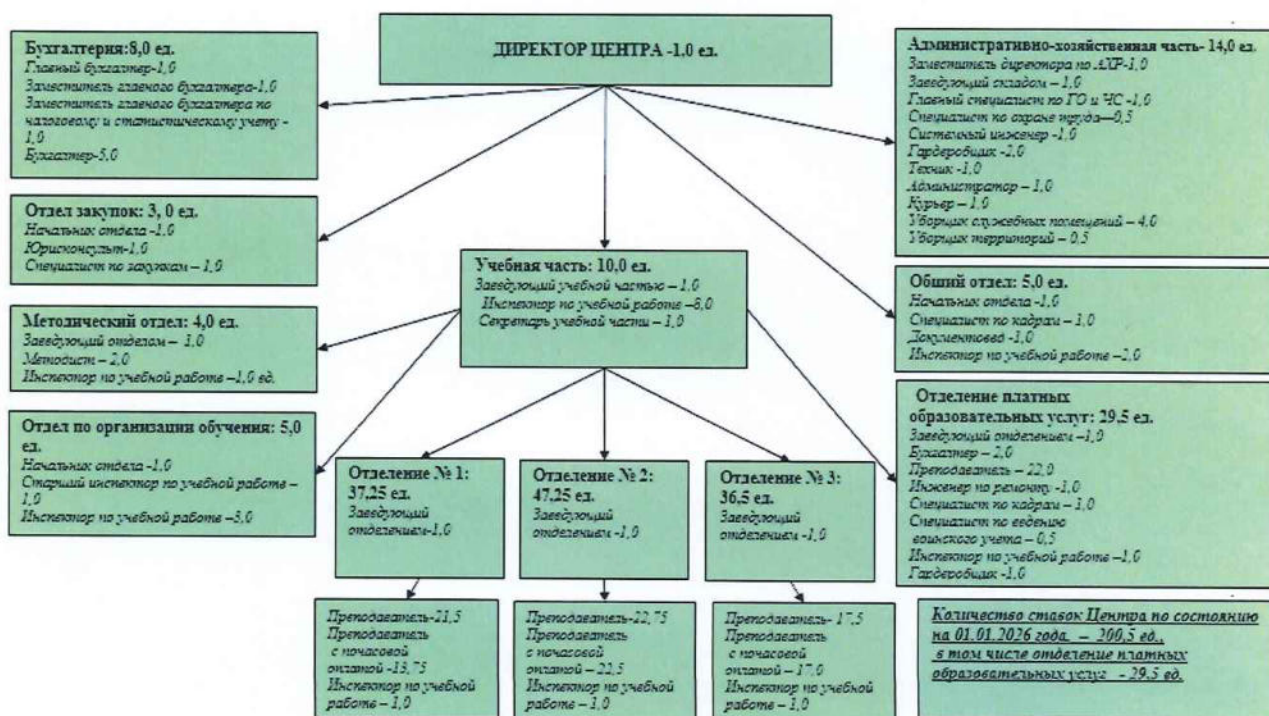 ДИРЕКТОР ЦЕНТРА -1,0 ед.
Бухгалтерия:8,0 ед.
Главный бухгалтер-1,0
Заместитель главного бухгалтера-1,0
Заместитель главного бухгалтера по
налоговому и статистическому учету -
1,0
Бухгалтер-5,0
Отдел закупок: 3, 0 ед.
Начальник отдела -1,0
Юрисконсульт-1,0
Специалист по закупкам – 1,0
Методический отдел: 4,0 ед.
Заведующий отделом – 1,0
Методист – 2,0
Инспектор по учебной работе –1,0 ед.
Отдел по организации обучения: 5,0
ед.
Начальник отдела -1,0
Старший инспектор по учебной работе –
1,0
Инспектор по учебной работе –3,0
Учебная часть: 10,0 ед.
Заведующий учебной частью – 1,0
Инспектор по учебной работе –8,0
Секретарь учебной части – 1,0
Отделение № 1:
37,25 ед.
Заведующий
отделением-1,0
Отделение № 2:
47,25 ед.
Заведующий
отделением -1,0
Отделение № 3:
36,5 ед.
Заведующий
отделением -1,0
Преподаватель-21,5
Преподаватель
с почасовой
оплатой -13,75
Инспектор по учебной
работе – 1,0
Преподаватель -22,75
Преподаватель
с почасовой
оплатой – 22,5
Инспектор по учебной
работе – 1,0
Преподаватель- 17,5
Преподаватель
с почасовой
оплатой – 17,0
Инспектор по учебной
работе – 1,0
Административно-хозяйственная часть- 14,0 ед.
Заместитель директора по АХР-1,0
Заведующий складом – 1,0
Главный специалист по ГО и ЧС -1,0
Специалист по охране труда—0,5
Системный инженер -1,0
Гардеробщик -2,0
Техник -1,0
Администратор – 1,0
Курьер – 1,0
Уборщик служебных помещений – 4,0
Уборщик территорий – 0,5
Общий отдел: 5,0 ед.
Начальник отдела -1,0
Специалист по кадрам – 1,0
Документовед -1,0
Инспектор по учебной работе –2,0
Отделение платных
образовательных услуг: 29,5 ед.
Заведующий отделением –1,0
Бухгалтер – 2,0
Преподаватель – 22,0
Инженер по ремонту -1,0
Специалист по кадрам – 1,0
Специалист по ведению
воинского учета – 0,5
Инспектор по учебной работе –1,0
Гардеробщик -1,0
Количество ставок Центра по состоянию
на 01.01.2026 года – 200,5 ед.,
в том числе отделение платных
образовательных услуг - 29,5 ед.